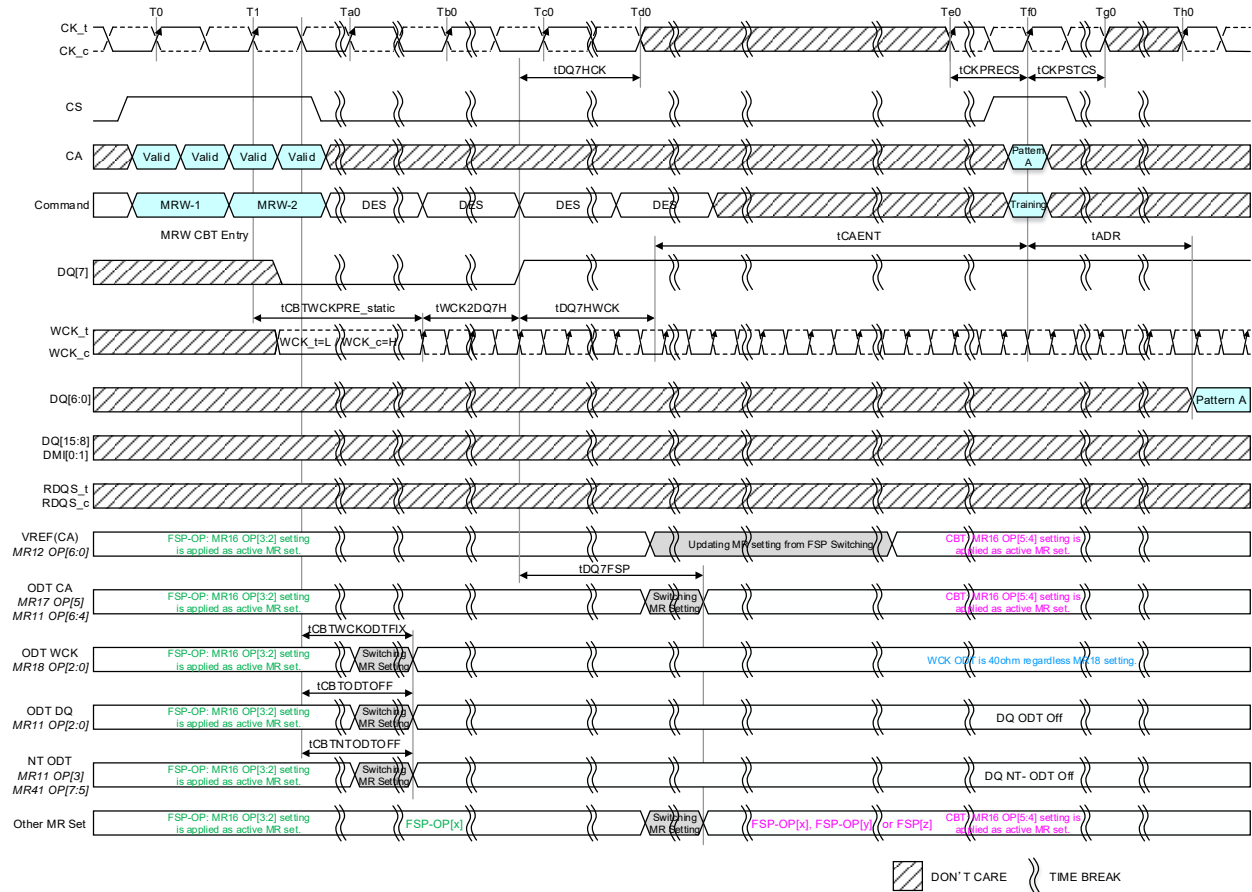 T0 T1 Ta0 Tb0 Tc0 Td0 Te0 Tf0 Tg0 Th0
CK_t
CK_c
tDQ7HCK tCKPRECS tCKPSTCS
CS
CA Valid Valid Valid Valid Pattern A
Command MRW-1 MRW-2 DES DES DES DES Training
MRW CBT Entry tCAENT tADR
DQ[7]
tCBTWCKPRE_static tWCK2DQ7H tDQ7HWCK
WCK_t
WCK_c
WCK_t=L / WCK_c=H
DQ[6:0] Pattern A
DQ[15:8]
DMI[0:1]
RDQS_t
RDQS_c
VREF(CA)
MR12 OP[6:0]
FSP-OP: MR16 OP[3:2] setting
is applied as active MR set.
Updating MR setting from FSP Switching
CBT: MR16 OP[5:4] setting is
applied as active MR set.
tDQ7FSP
ODT CA
MR17 OP[5]
MR11 OP[6:4]
FSP-OP: MR16 OP[3:2] setting
is applied as active MR set.
Switching
MR Setting
CBT: MR16 OP[5:4] setting is
applied as active MR set.
tCBTWCKODTFIX
ODT WCK
MR18 OP[2:0]
FSP-OP: MR16 OP[3:2] setting
is applied as active MR set.
Switching
MR Setting
WCK ODT is 40ohm regardless MR18 setting.
tCBTODTOFF
ODT DQ
MR11 OP[2:0]
FSP-OP: MR16 OP[3:2] setting
is applied as active MR set.
Switching
MR Setting
DQ ODT Off
tCBTNTODTOFF
NT ODT
MR11 OP[3]
MR41 OP[7:5]
FSP-OP: MR16 OP[3:2] setting
is applied as active MR set.
Switching
MR Setting
DQ NT- ODT Off
Other MR Set
FSP-OP: MR16 OP[3:2] setting
is applied as active MR set.
FSP-OP[x]
Switching
MR Setting
FSP-OP[x], FSP-OP[y] or FSP[z]
CBT: MR16 OP[5:4] setting is
applied as active MR set.
DON'T CARE TIME BREAK